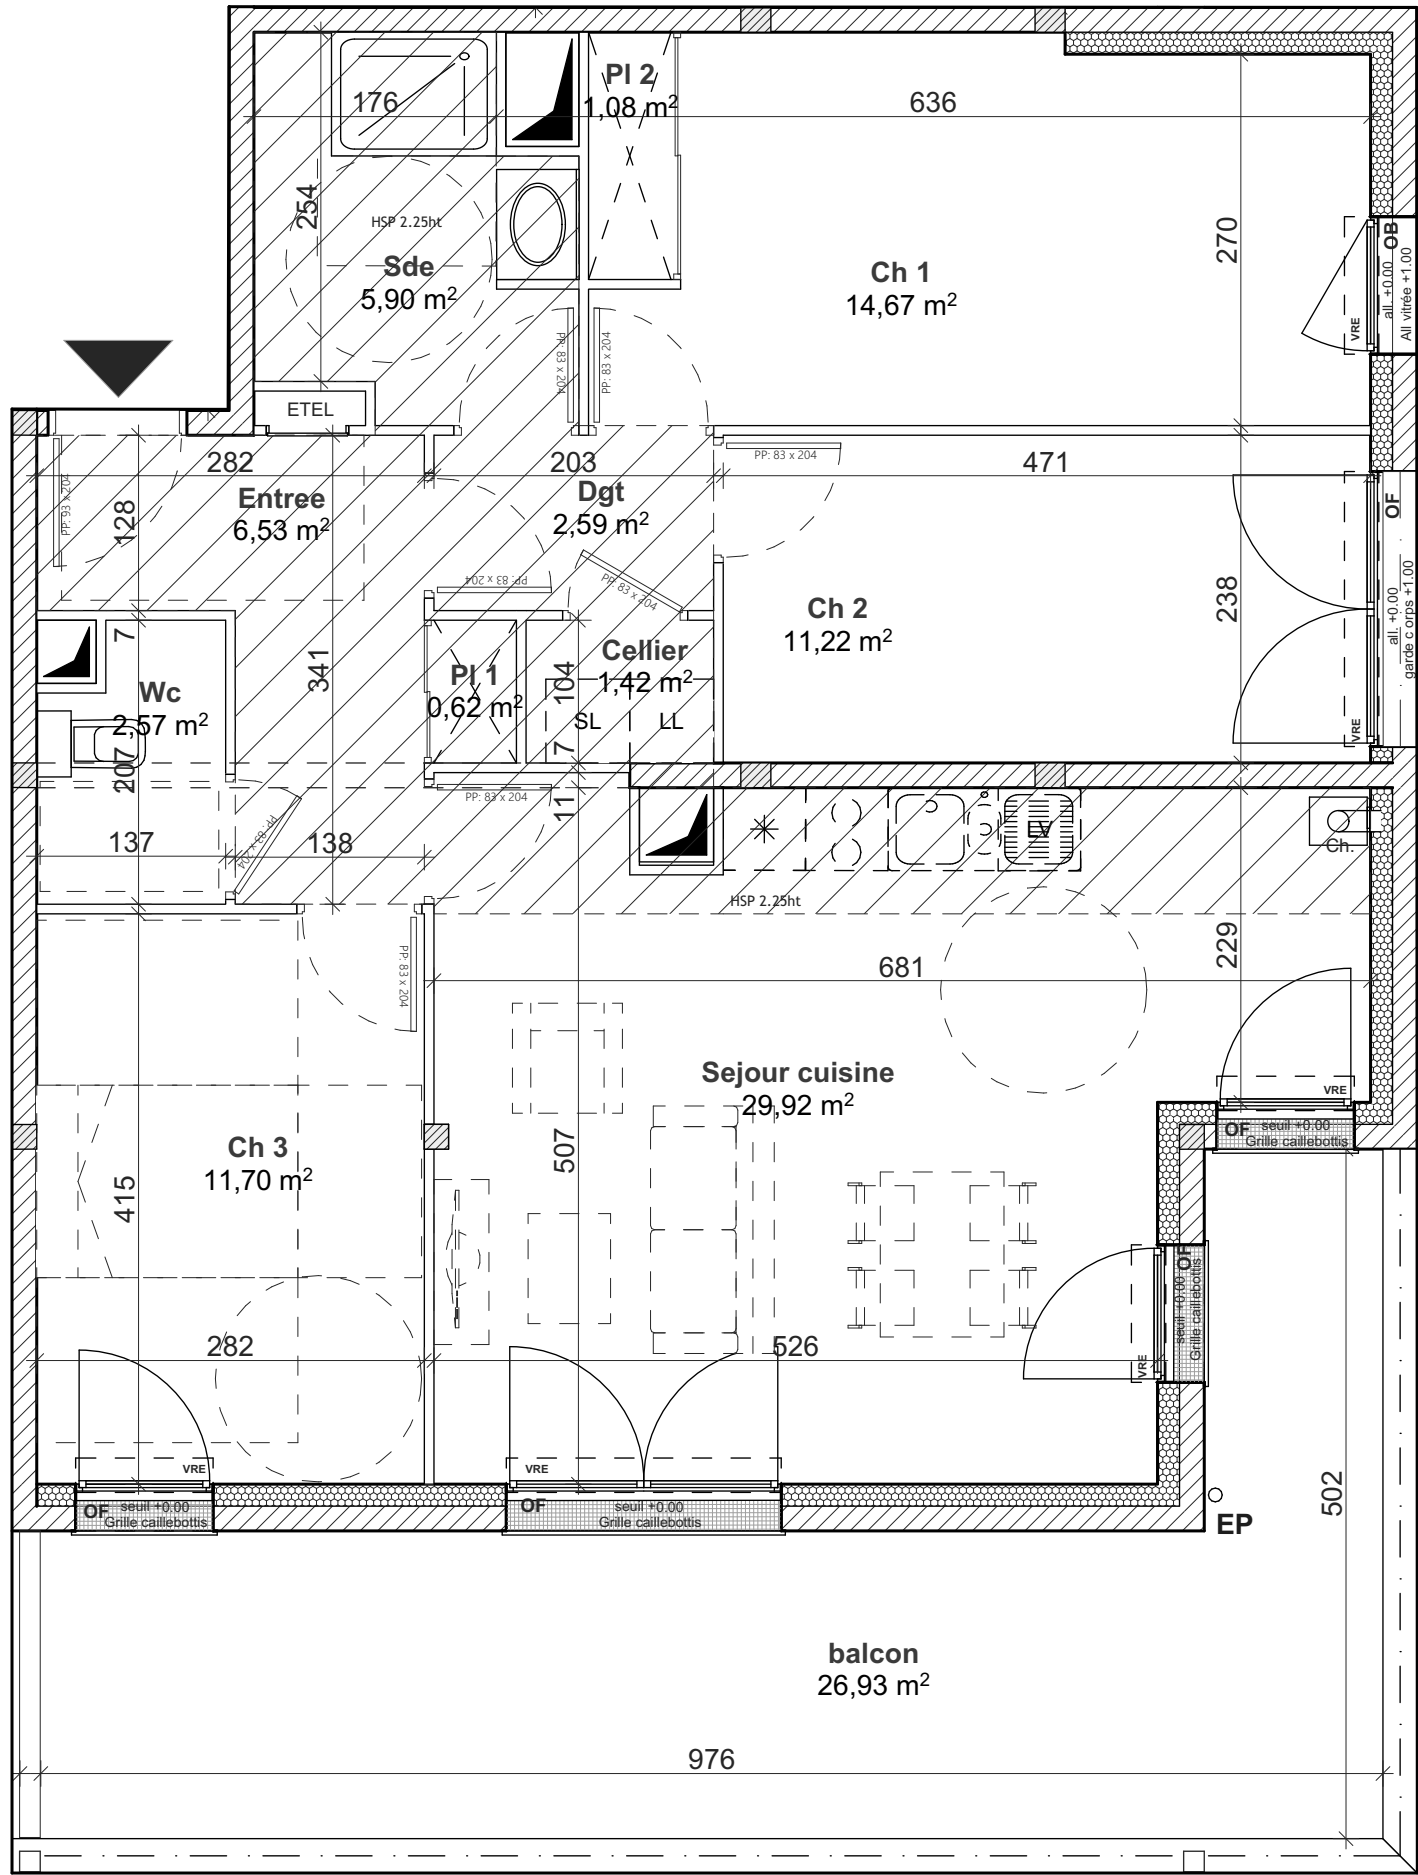 Pl 2
1,08 m²
176
636
254
HSP 2.25ht
270
Sde
5,90 m²
Ch 1
14,67 m²
OB
all. +0.00
All vitrée +1.00
VRE
PP: 83 x 204
PP: 83 x 204
ETEL
282
203
471
PP: 83 x 204
PP: 93 x 204
128
Entree
6,53 m²
Dgt
2,59 m²
OF
all. +0.00
garde c orps +1.00
VRE
PP: 83 x 204
PP: 83 x 204
Ch 2
11,22 m²
238
7
341
Wc
2,57 m²
207
Pl 1
0,62 m²
104
Cellier
1,42 m²
SL
LL
7
11
PP: 83 x 204
137
138
PP: 83 x 204
LV
Ch.
HSP 2.25ht
229
681
PP: 83 x 204
Sejour cuisine
29,92 m²
VRE
OF
seuil +0.00
Grille caillebottis
Ch 3
11,70 m²
415
507
OF
seuil +0.00
Grille caillebottis
VRE
282
526
VRE
VRE
OF
seuil +0.00
Grille caillebottis
OF
seuil +0.00
Grille caillebottis
502
EP
balcon
26,93 m²
976